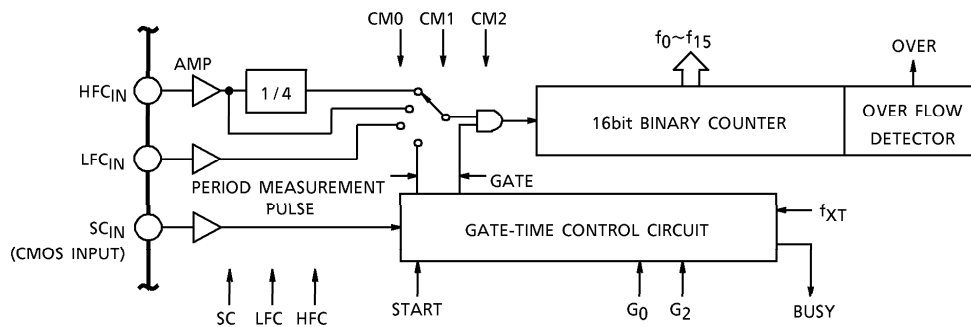 CM0 CM1 CM2
f0~f15
OVER
AMP
HFCIN
1/4
16bit BINARY COUNTER
OVER FLOW
DETECTOR
LFCIN
PERIOD MEASUREMENT
PULSE
GATE
SCIN
(CMOS INPUT)
GATE-TIME CONTROL CIRCUIT
fXT
SC LFC HFC
START
G0 G2
BUSY